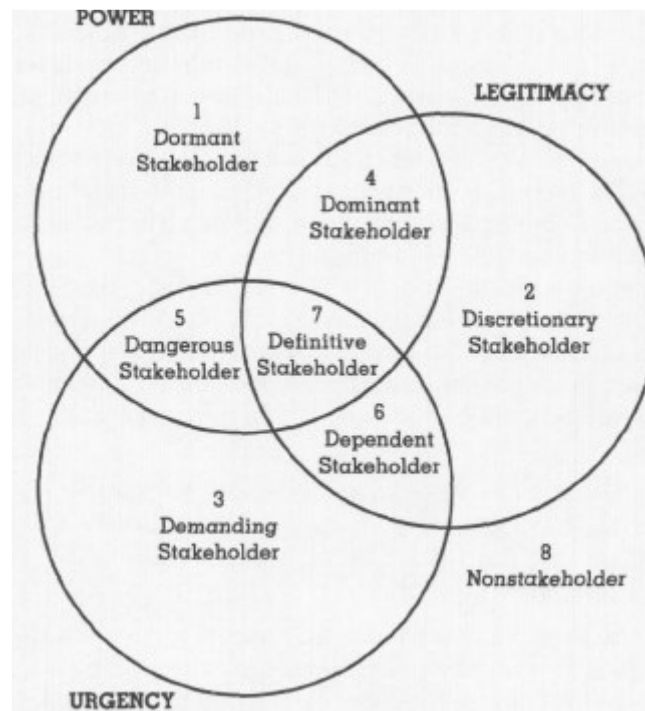 POWER
LEGITIMACY
1
Dormant
Stakeholder
4
Dominant
Stakeholder
2
Discretionary
Stakeholder
5
Dangerous
Stakeholder
7
Definitive
Stakeholder
6
Dependent
Stakeholder
3
Demanding
Stakeholder
8
Nonstakeholder
URGENCY